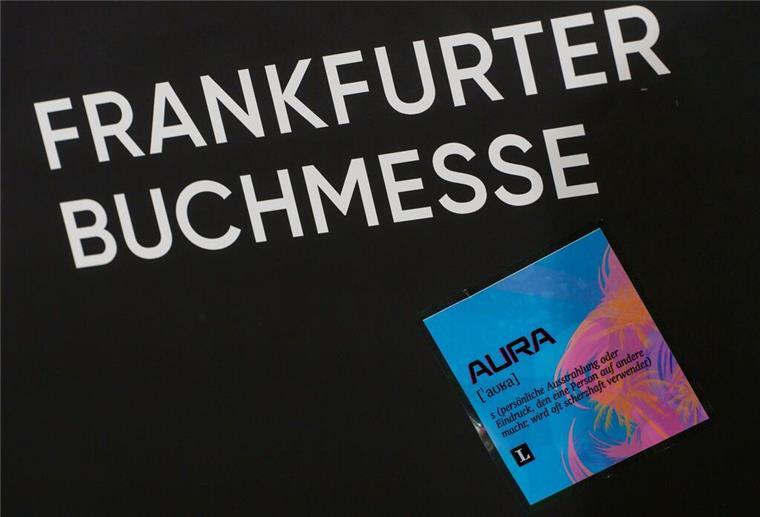 FRANKFURTER
BUCHMESSE
AURA
[ˈaʊʁa]
s (persönliche Ausstrahlung oder
Eindruck, den eine Person auf andere
macht; wird oft scherzhaft verwendet)
L